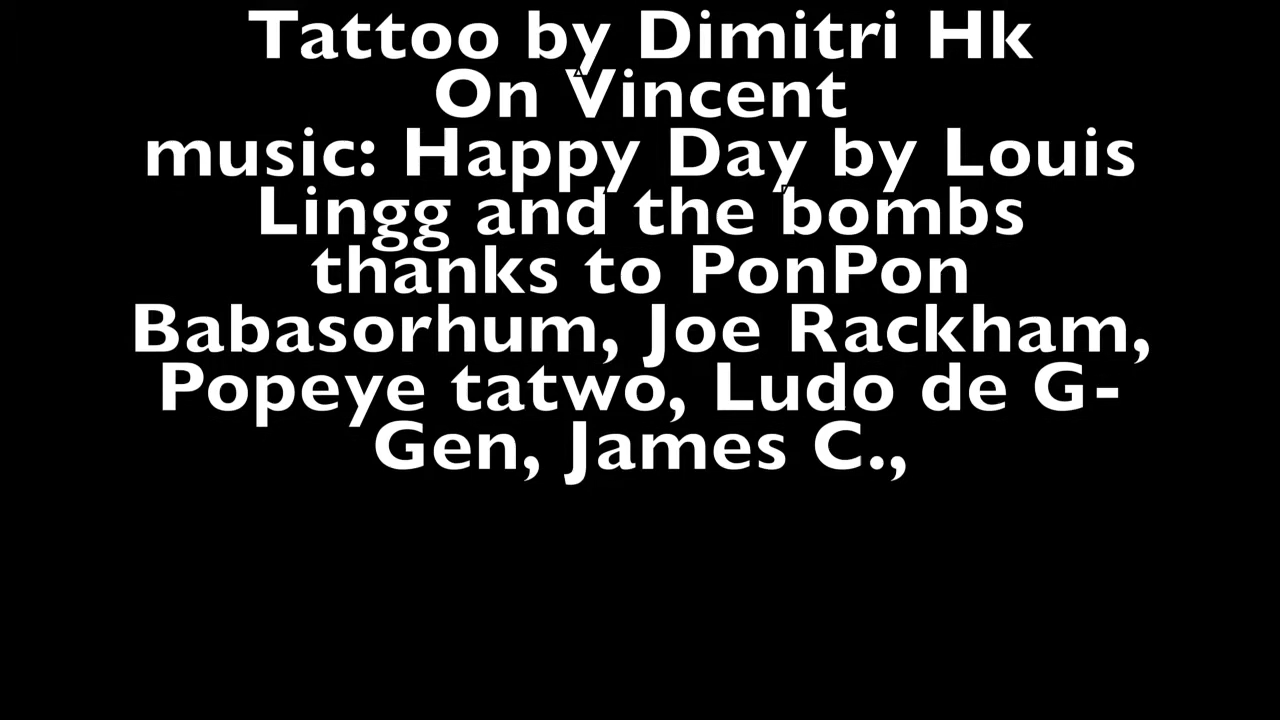 Tattoo by Dimitri Hk
On Vincent
music: Happy Day by Louis
Lingg and the bombs
thanks to PonPon
Babasorhum, Joe Rackham,
Popeye tatwo, Ludo de G-
Gen, James C.,